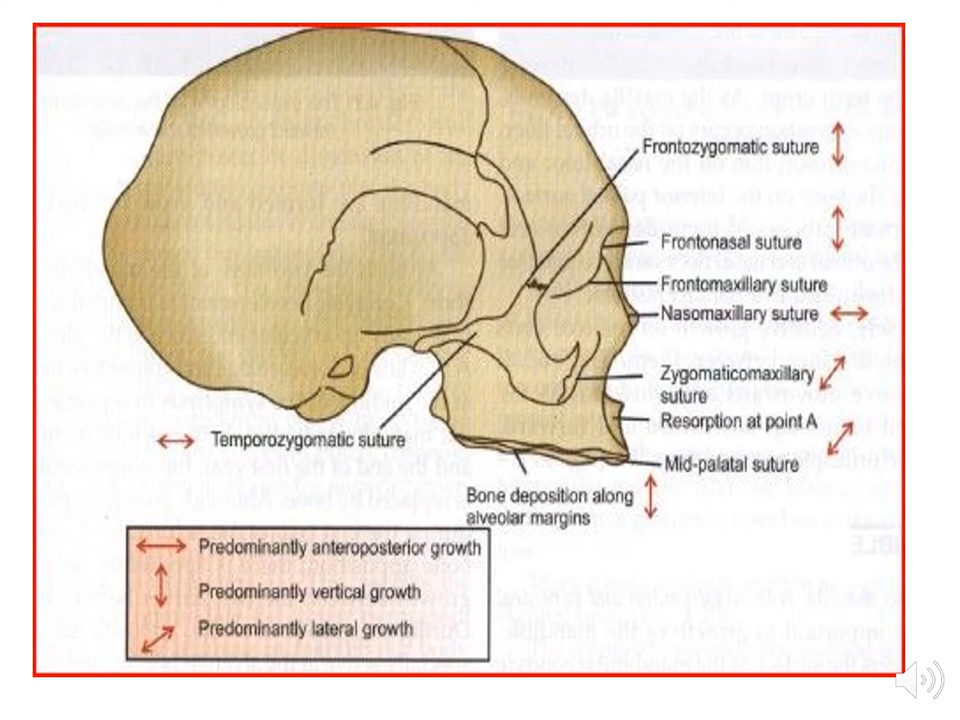 Frontozygomatic suture
Frontonasal suture
Frontomaxillary suture
Nasomaxillary suture
Zygomaticomaxillary
suture
Resorption at point A
Mid-palatal suture
Temporozygomatic suture
Bone deposition along
alveolar margins
Predominantly anteroposterior growth
Predominantly vertical growth
Predominantly lateral growth